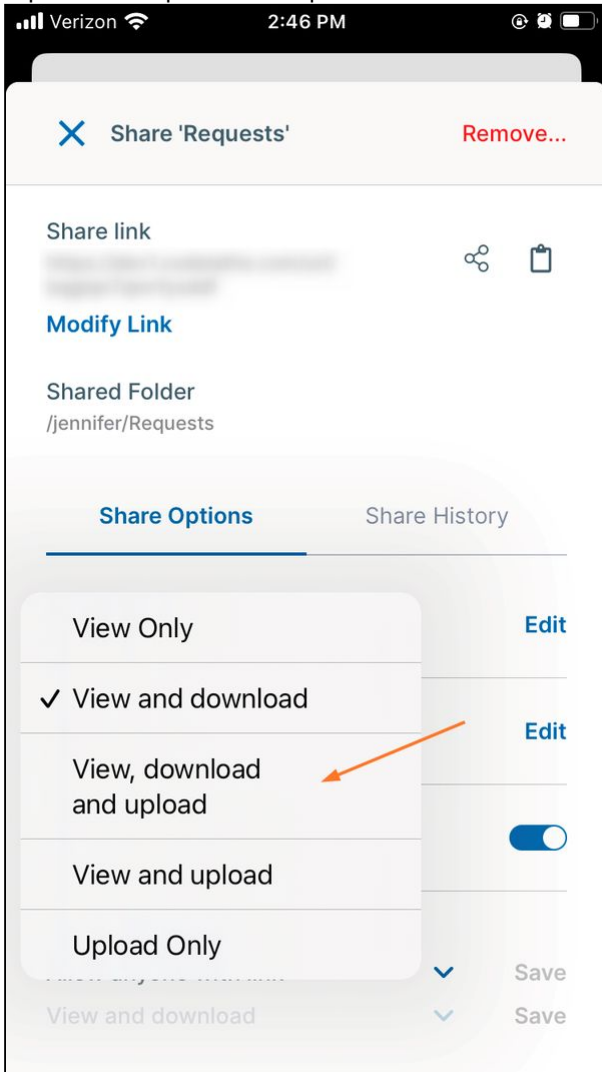 Verizon 2:46 PM
Share 'Requests' Remove...
Share link
Modify Link
Shared Folder
/jennifer/Requests
Share Options Share History
View Only Edit
✓ View and download
Edit
View, download
and upload
View and upload
Upload Only
Save
View and download Save